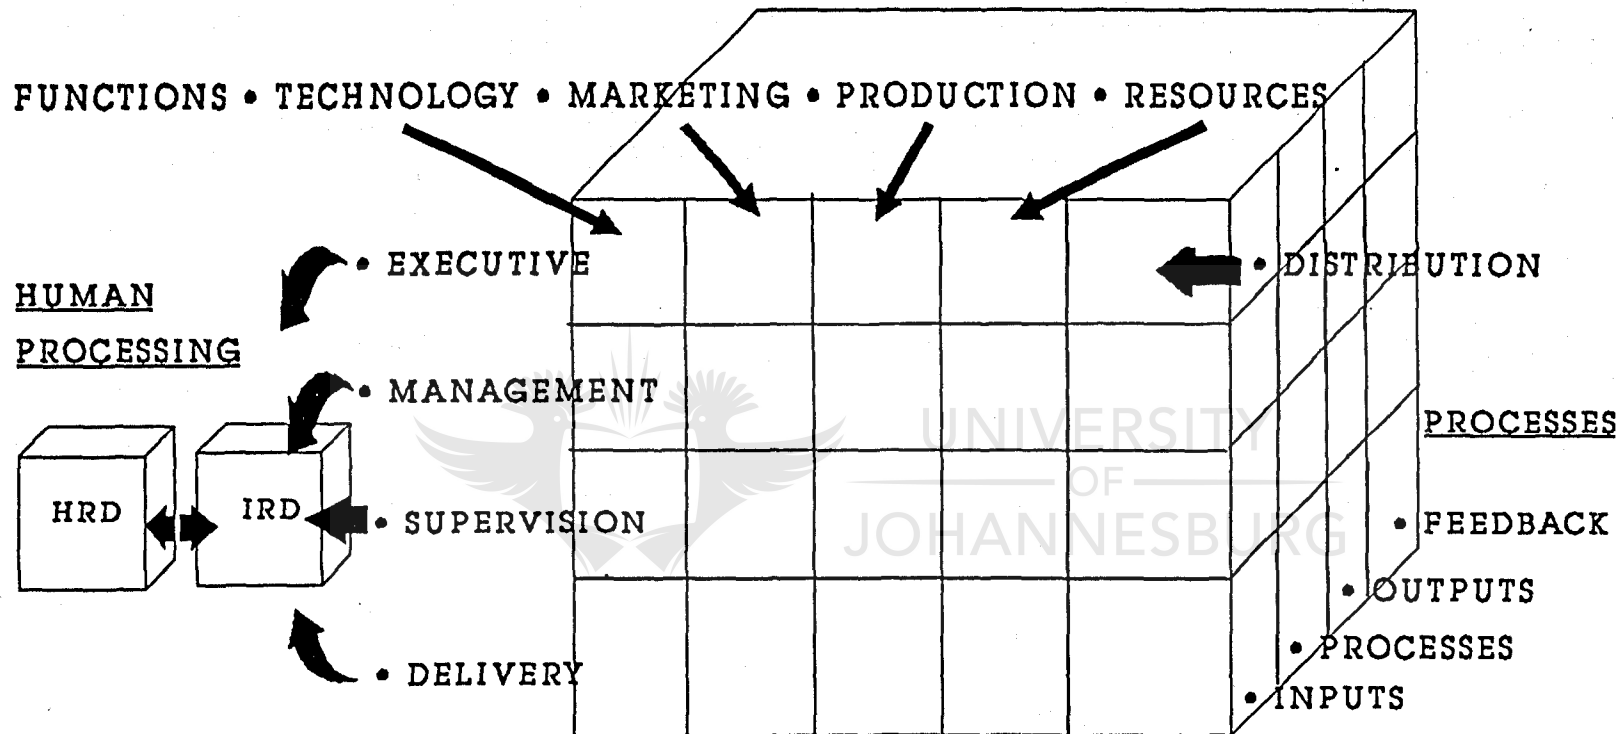 FUNCTIONS • TECHNOLOGY • MARKETING • PRODUCTION • RESOURCES
• EXECUTIVE
• DISTRIBUTION
HUMAN
PROCESSING
• MANAGEMENT
UNIVERSITY
OF
JOHANNESBURG
PROCESSES
HRD
IRD
• SUPERVISION
• FEEDBACK
• OUTPUTS
• PROCESSES
• DELIVERY
• INPUTS